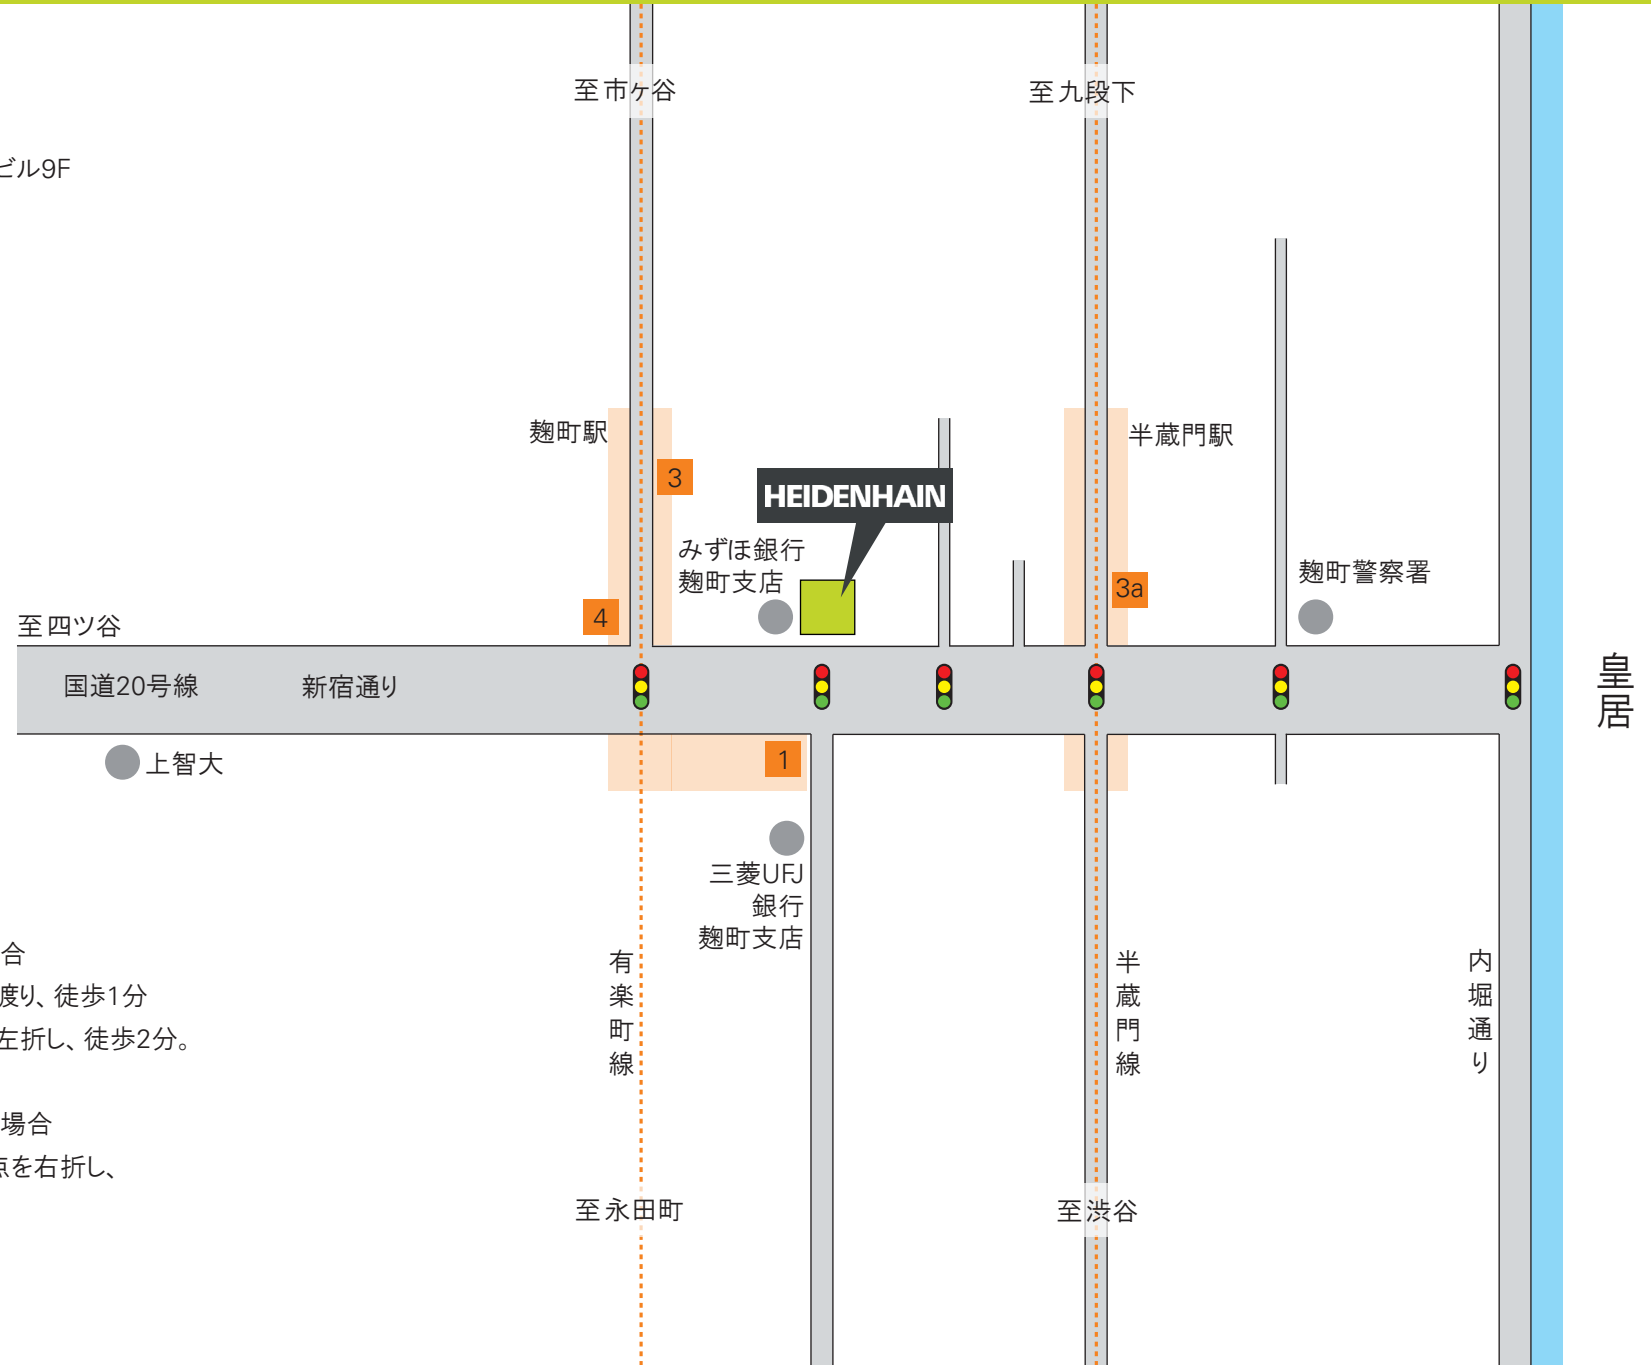 至市ヶ谷
至九段下
ビル9F
麹町駅
半蔵門駅
3
HEIDENHAIN
みずほ銀行
麹町支店
麹町警察署
3a
4
至四ツ谷
国道20号線
新宿通り
皇居
1
上智大
三菱UFJ
銀行
麹町支店
合
渡り、徒歩1分
左折し、徒歩2分。
場合
点を右折し、
有楽町線
半蔵門線
内堀通り
至永田町
至渋谷